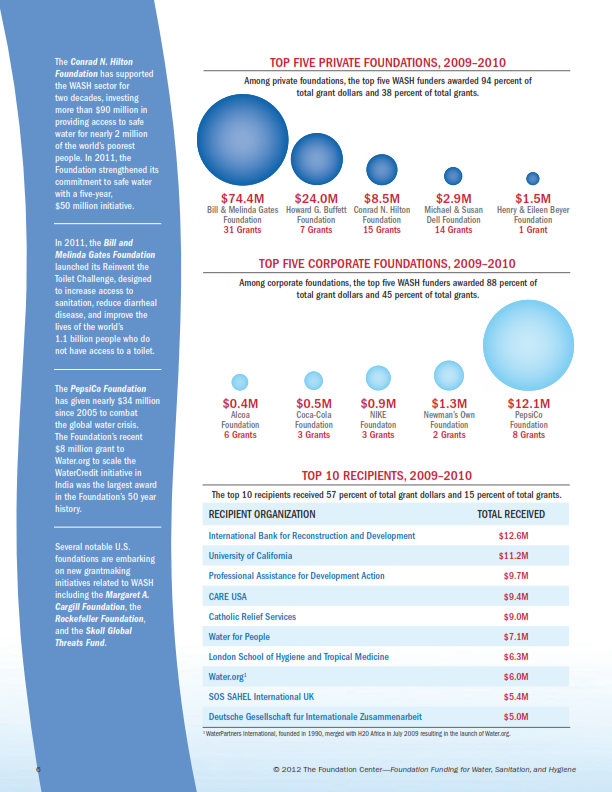 The Conrad N. Hilton
Foundation has supported
the WASH sector for
two decades, investing
more than $90 million in
providing access to safe
water for nearly 2 million
of the world's poorest
people. In 2011, the
Foundation strengthened its
commitment to safe water
with a five-year,
$50 million initiative.
In 2011, the Bill and
Melinda Gates Foundation
launched its Reinvent the
Toilet Challenge, designed
to increase access to
sanitation, reduce diarrheal
disease, and improve the
lives of the world's
1.1 billion people who do
not have access to a toilet.
The PepsiCo Foundation
has given nearly $34 million
since 2005 to combat
the global water crisis.
The Foundation's recent
$8 million grant to
Water.org to scale the
WaterCredit initiative in
India was the largest award
in the Foundation's 50 year
history.
Several notable U.S.
foundations are embarking
on new grantmaking
initiatives related to WASH
including the Margaret A.
Cargill Foundation, the
Rockefeller Foundation,
and the Skoll Global
Threats Fund.
TOP FIVE PRIVATE FOUNDATIONS, 2009–2010
Among private foundations, the top five WASH funders awarded 94 percent of
total grant dollars and 38 percent of total grants.
$74.4M $24.0M $8.5M $2.9M $1.5M
Bill & Melinda Gates Howard G. Buffett Conrad N. Hilton Michael & Susan Henry & Eileen Beyer
Foundation Foundation Foundation Dell Foundation Foundation
31 Grants 7 Grants 15 Grants 14 Grants 1 Grant
TOP FIVE CORPORATE FOUNDATIONS, 2009–2010
Among corporate foundations, the top five WASH funders awarded 88 percent of
total grant dollars and 45 percent of total grants.
$0.4M $0.5M $0.9M $1.3M $12.1M
Alcoa Coca-Cola NIKE Newman's Own PepsiCo
Foundation Foundation Foundaton Foundation Foundation
6 Grants 3 Grants 3 Grants 2 Grants 8 Grants
TOP 10 RECIPIENTS, 2009–2010
The top 10 recipients received 57 percent of total grant dollars and 15 percent of total grants.
RECIPIENT ORGANIZATION TOTAL RECEIVED
International Bank for Reconstruction and Development $12.6M
University of California $11.2M
Professional Assistance for Development Action $9.7M
CARE USA $9.4M
Catholic Relief Services $9.0M
Water for People $7.1M
London School of Hygiene and Tropical Medicine $6.3M
Water.org¹ $6.0M
SOS SAHEL International UK $5.4M
Deutsche Gesellschaft fur Internationale Zusammenarbeit $5.0M
¹ WaterPartners International, founded in 1990, merged with H20 Africa in July 2009 resulting in the launch of Water.org.
6
© 2012 The Foundation Center—Foundation Funding for Water, Sanitation, and Hygiene